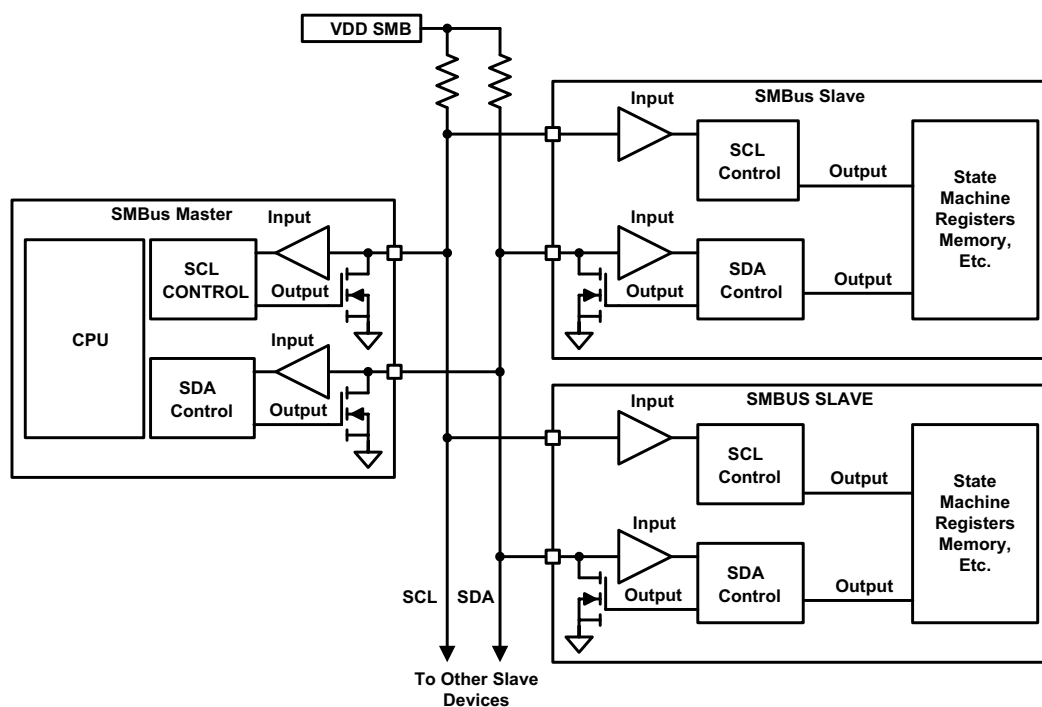 VDD SMB
SMBus Master
CPU
SCL
CONTROL
Input
Output
SDA
Control
Input
Output
SMBus Slave
Input
SCL
Control
Output
Input
SDA
Control
Output
Output
State
Machine
Registers
Memory,
Etc.
SMBUS SLAVE
Input
SCL
Control
Output
Input
SDA
Control
Output
Output
State
Machine
Registers
Memory,
Etc.
SCL
SDA
To Other Slave
Devices